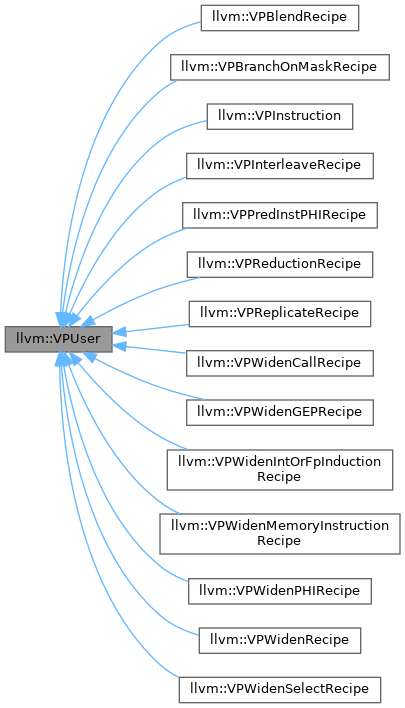 llvm::VPBlendRecipe
llvm::VPBranchOnMaskRecipe
llvm::VPInstruction
llvm::VPInterleaveRecipe
llvm::VPPredInstPHIRecipe
llvm::VPReductionRecipe
llvm::VPReplicateRecipe
llvm::VPUser
llvm::VPWidenCallRecipe
llvm::VPWidenGEPRecipe
llvm::VPWidenIntOrFpInduction
Recipe
llvm::VPWidenMemoryInstruction
Recipe
llvm::VPWidenPHIRecipe
llvm::VPWidenRecipe
llvm::VPWidenSelectRecipe